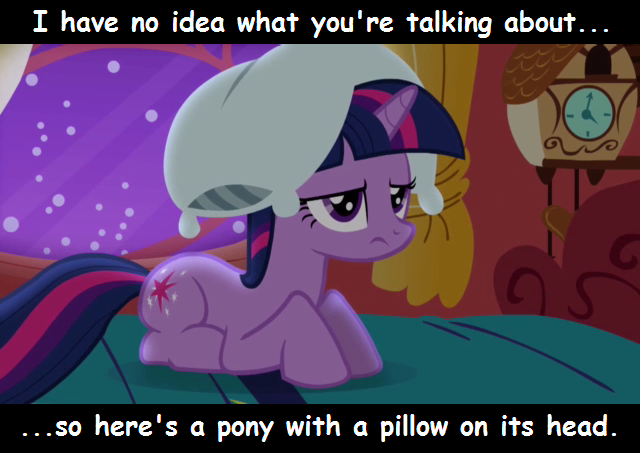 I have no idea what you're talking about...
...so here's a pony with a pillow on its head.